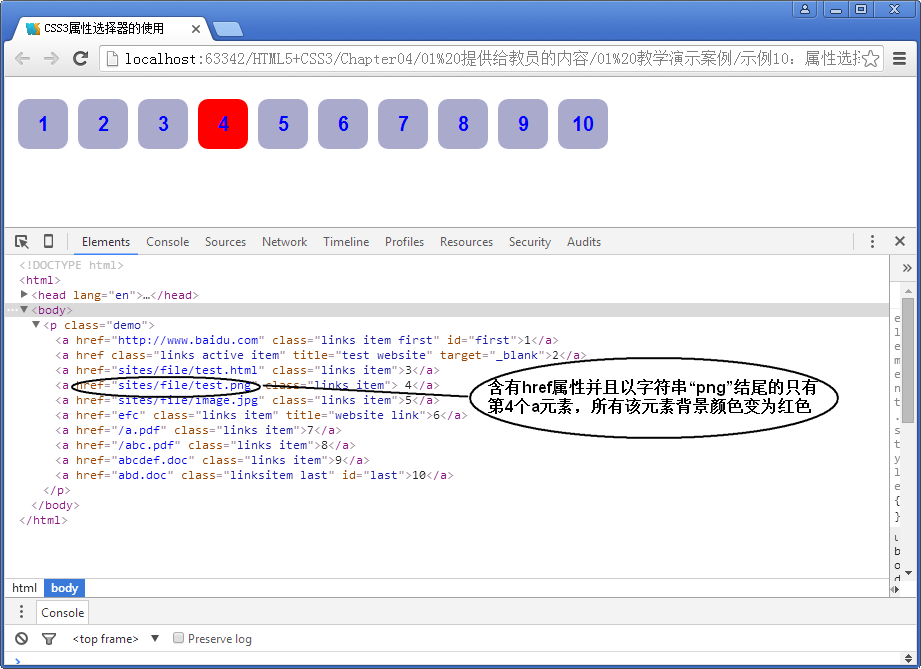 CSS3属性选择器的使用
localhost:63342/HTML5+CSS3/Chapter04/01%20提供给教员的内容/01%20教学演示案例/示例10：属性选择
1 2 3 4 5 6 7 8 9 10
Elements Console Sources Network Timeline Profiles Resources Security Audits
<!DOCTYPE html>
<html>
<head lang="en">…</head>
<body>
<p class="demo">
<a href="http://www.baidu.com" class="links item first" id="first">1</a>
<a href class="links active item" title="test website" target="_blank">2</a>
<a href="sites/file/test.html" class="links item">3</a>
<a href="sites/file/test.png" class="links item"> 4</a>
<a href="sites/file/image.jpg" class="links item">5</a>
<a href="efc" class="links item" title="website link">6</a>
<a href="/a.pdf" class="links item">7</a>
<a href="/abc.pdf" class="links item">8</a>
<a href="abcdef.doc" class="links item">9</a>
<a href="abd.doc" class="linksitem last" id="last">10</a>
</p>
</body>
</html>
含有href属性并且以字符串“png”结尾的只有
第4个a元素，所有该元素背景颜色变为红色
»
element.style {
}
html body
Console
<top frame> ▼ Preserve log